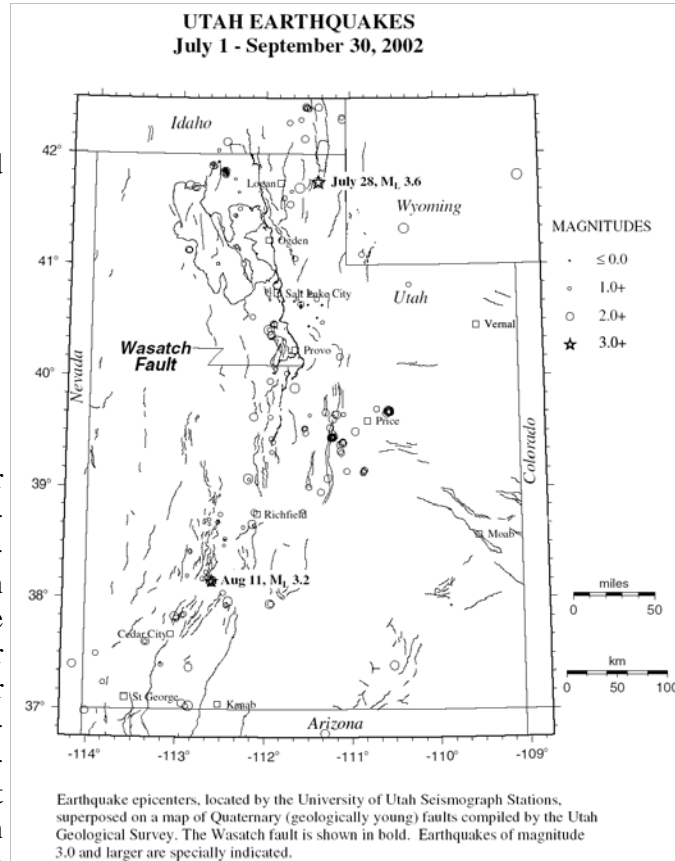 UTAH EARTHQUAKES
July 1 - September 30, 2002
Idaho
42°
Logan
July 28, M_L 3.6
Wyoming
MAGNITUDES
≤ 0.0
1.0+
2.0+
3.0+
Ogden
41°
Salt Lake City
Utah
Vernal
Wasatch
Fault
Provo
40°
Nevada
Price
Colorado
39°
Richfield
Moab
Aug 11, M_L 3.2
38°
miles
0 50
Cedar City
km
0 50 100
St George
Kanab
37°
Arizona
-114° -113° -112° -111° -110° -109°
Earthquake epicenters, located by the University of Utah Seismograph Stations,
superposed on a map of Quaternary (geologically young) faults compiled by the Utah
Geological Survey. The Wasatch fault is shown in bold. Earthquakes of magnitude
3.0 and larger are specially indicated.